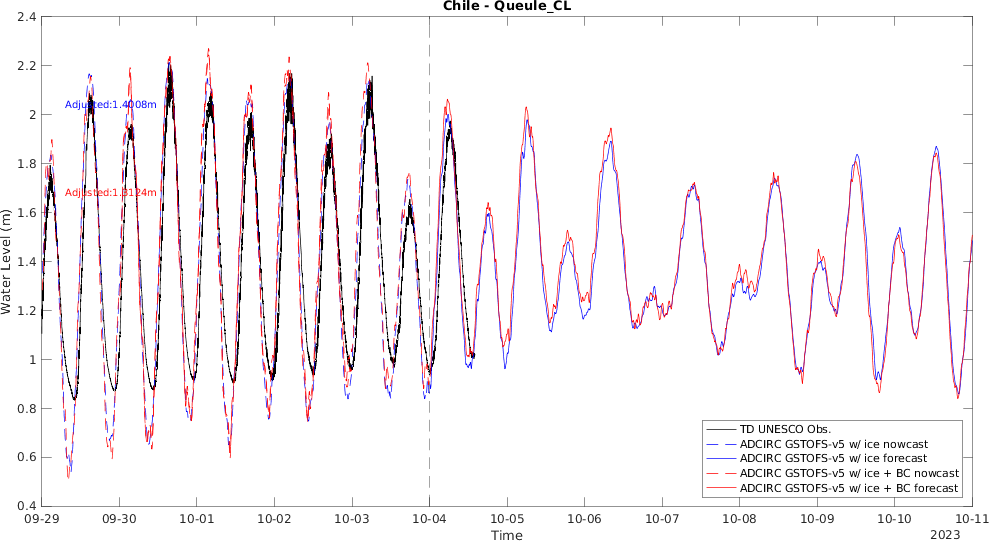 Chile - Queule_CL
2.4
2.2
2
1.8
1.6
1.4
1.2
1
0.8
0.6
0.4
Water Level (m)
Adjusted:1.4008m
Adjusted:1.3124m
TD UNESCO Obs.
ADCIRC GSTOFS-v5 w/ ice nowcast
ADCIRC GSTOFS-v5 w/ ice forecast
ADCIRC GSTOFS-v5 w/ ice + BC nowcast
ADCIRC GSTOFS-v5 w/ ice + BC forecast
09-29 09-30 10-01 10-02 10-03 10-04 10-05 10-06 10-07 10-08 10-09 10-10 10-11
Time
2023